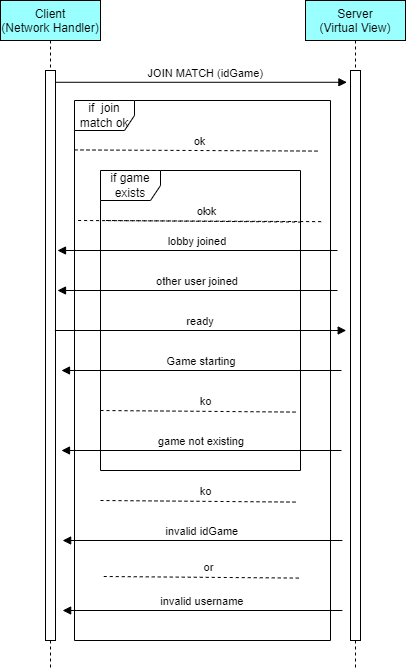 Client
(Network Handler)
Server
(Virtual View)
JOIN MATCH (idGame)
if join
match ok
ok
if game
exists
ok
lobby joined
other user joined
ready
Game starting
ko
game not existing
ko
invalid idGame
or
invalid username